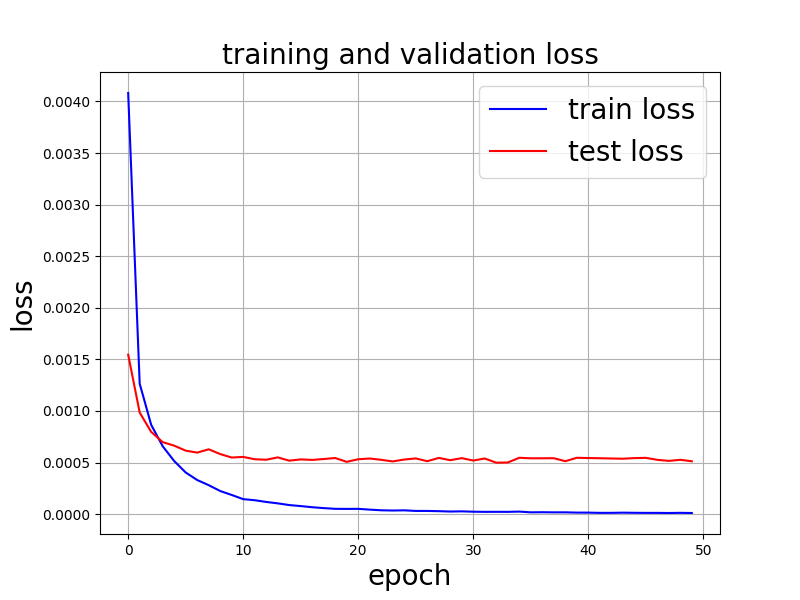 training and validation loss
train loss
test loss
loss
0.0040
0.0035
0.0030
0.0025
0.0020
0.0015
0.0010
0.0005
0.0000
0 10 20 30 40 50
epoch